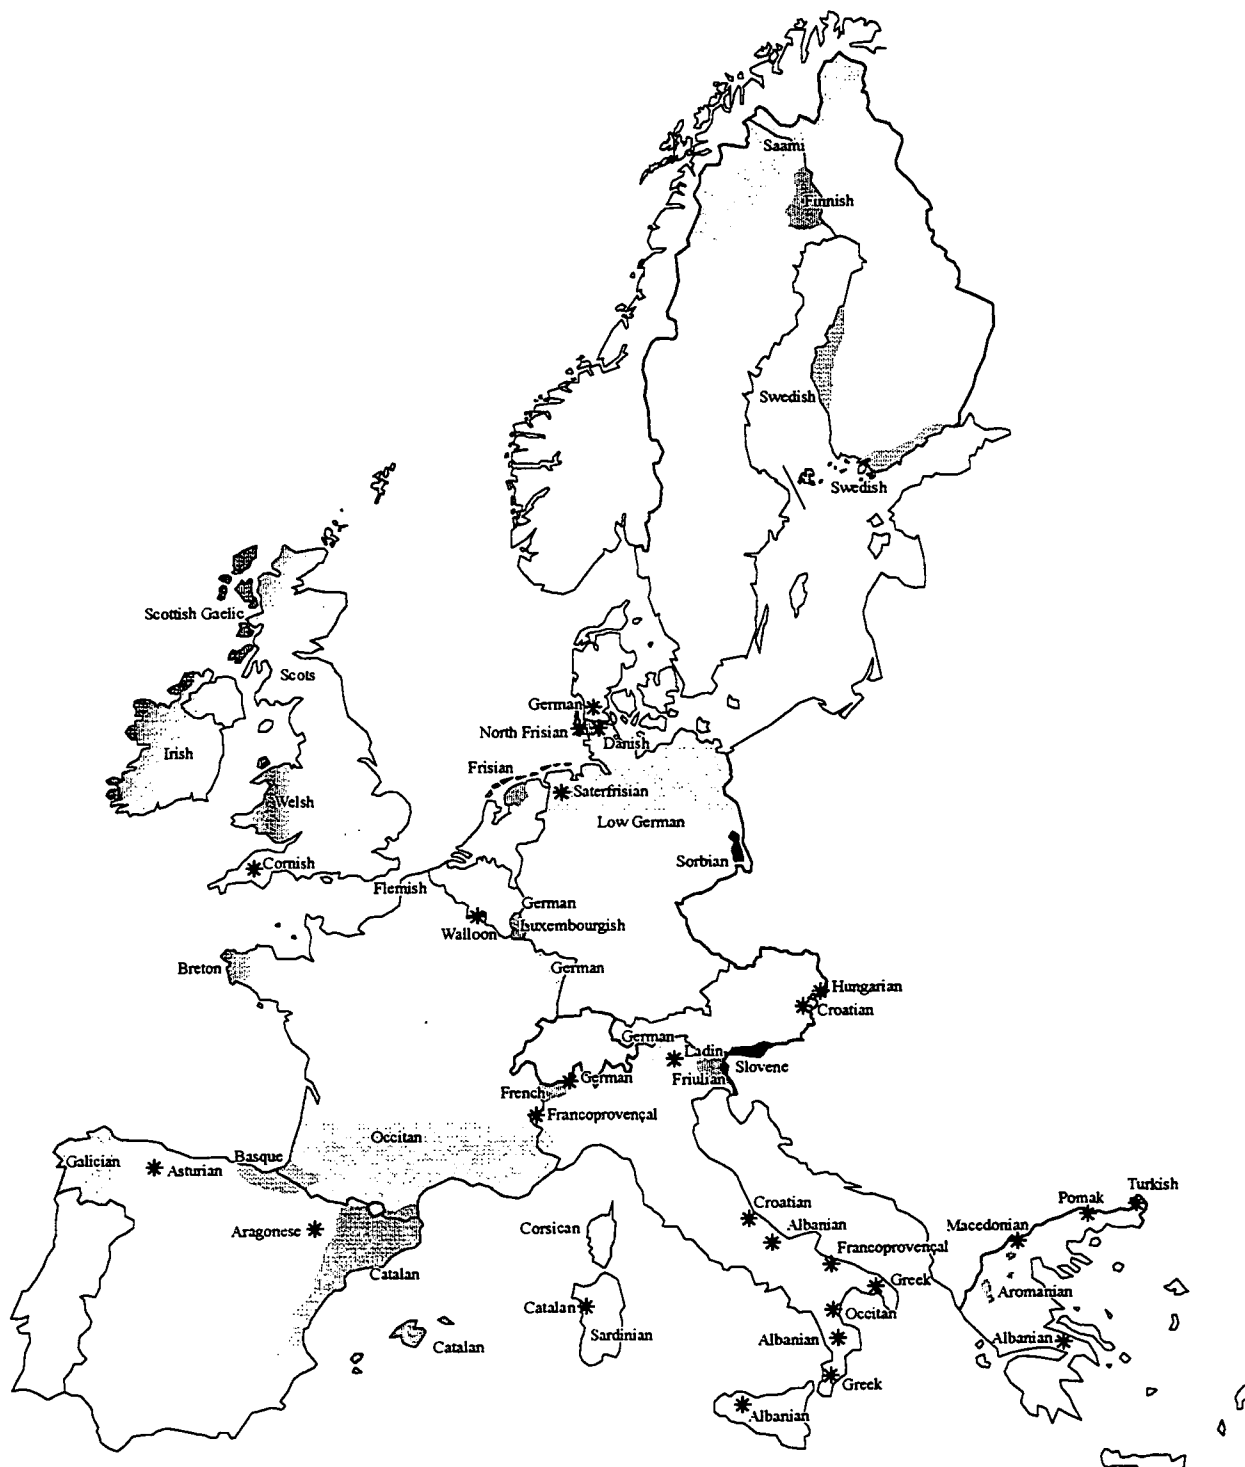 Saami
Finnish
Swedish
Swedish
Scottish Gaelic
Scots
German
North Frisian
Danish
Irish
Frisian
Saterfrisian
Welsh
Low German
Sorbian
Cornish
Flemish
German
Luxembourgish
Walloon
Breton
German
Hungarian
Croatian
German
Ladin
Slovene
German
Friulian
French
Francoprovençal
Occitan
Basque
Galician
Asturian
Turkish
Pomak
Croatian
Albanian
Macedonian
Aragonese
Corsican
Francoprovençal
Catalan
Greek
Aromanian
Catalan
Occitan
Sardinian
Albanian
Albanian
Catalan
Greek
Albanian